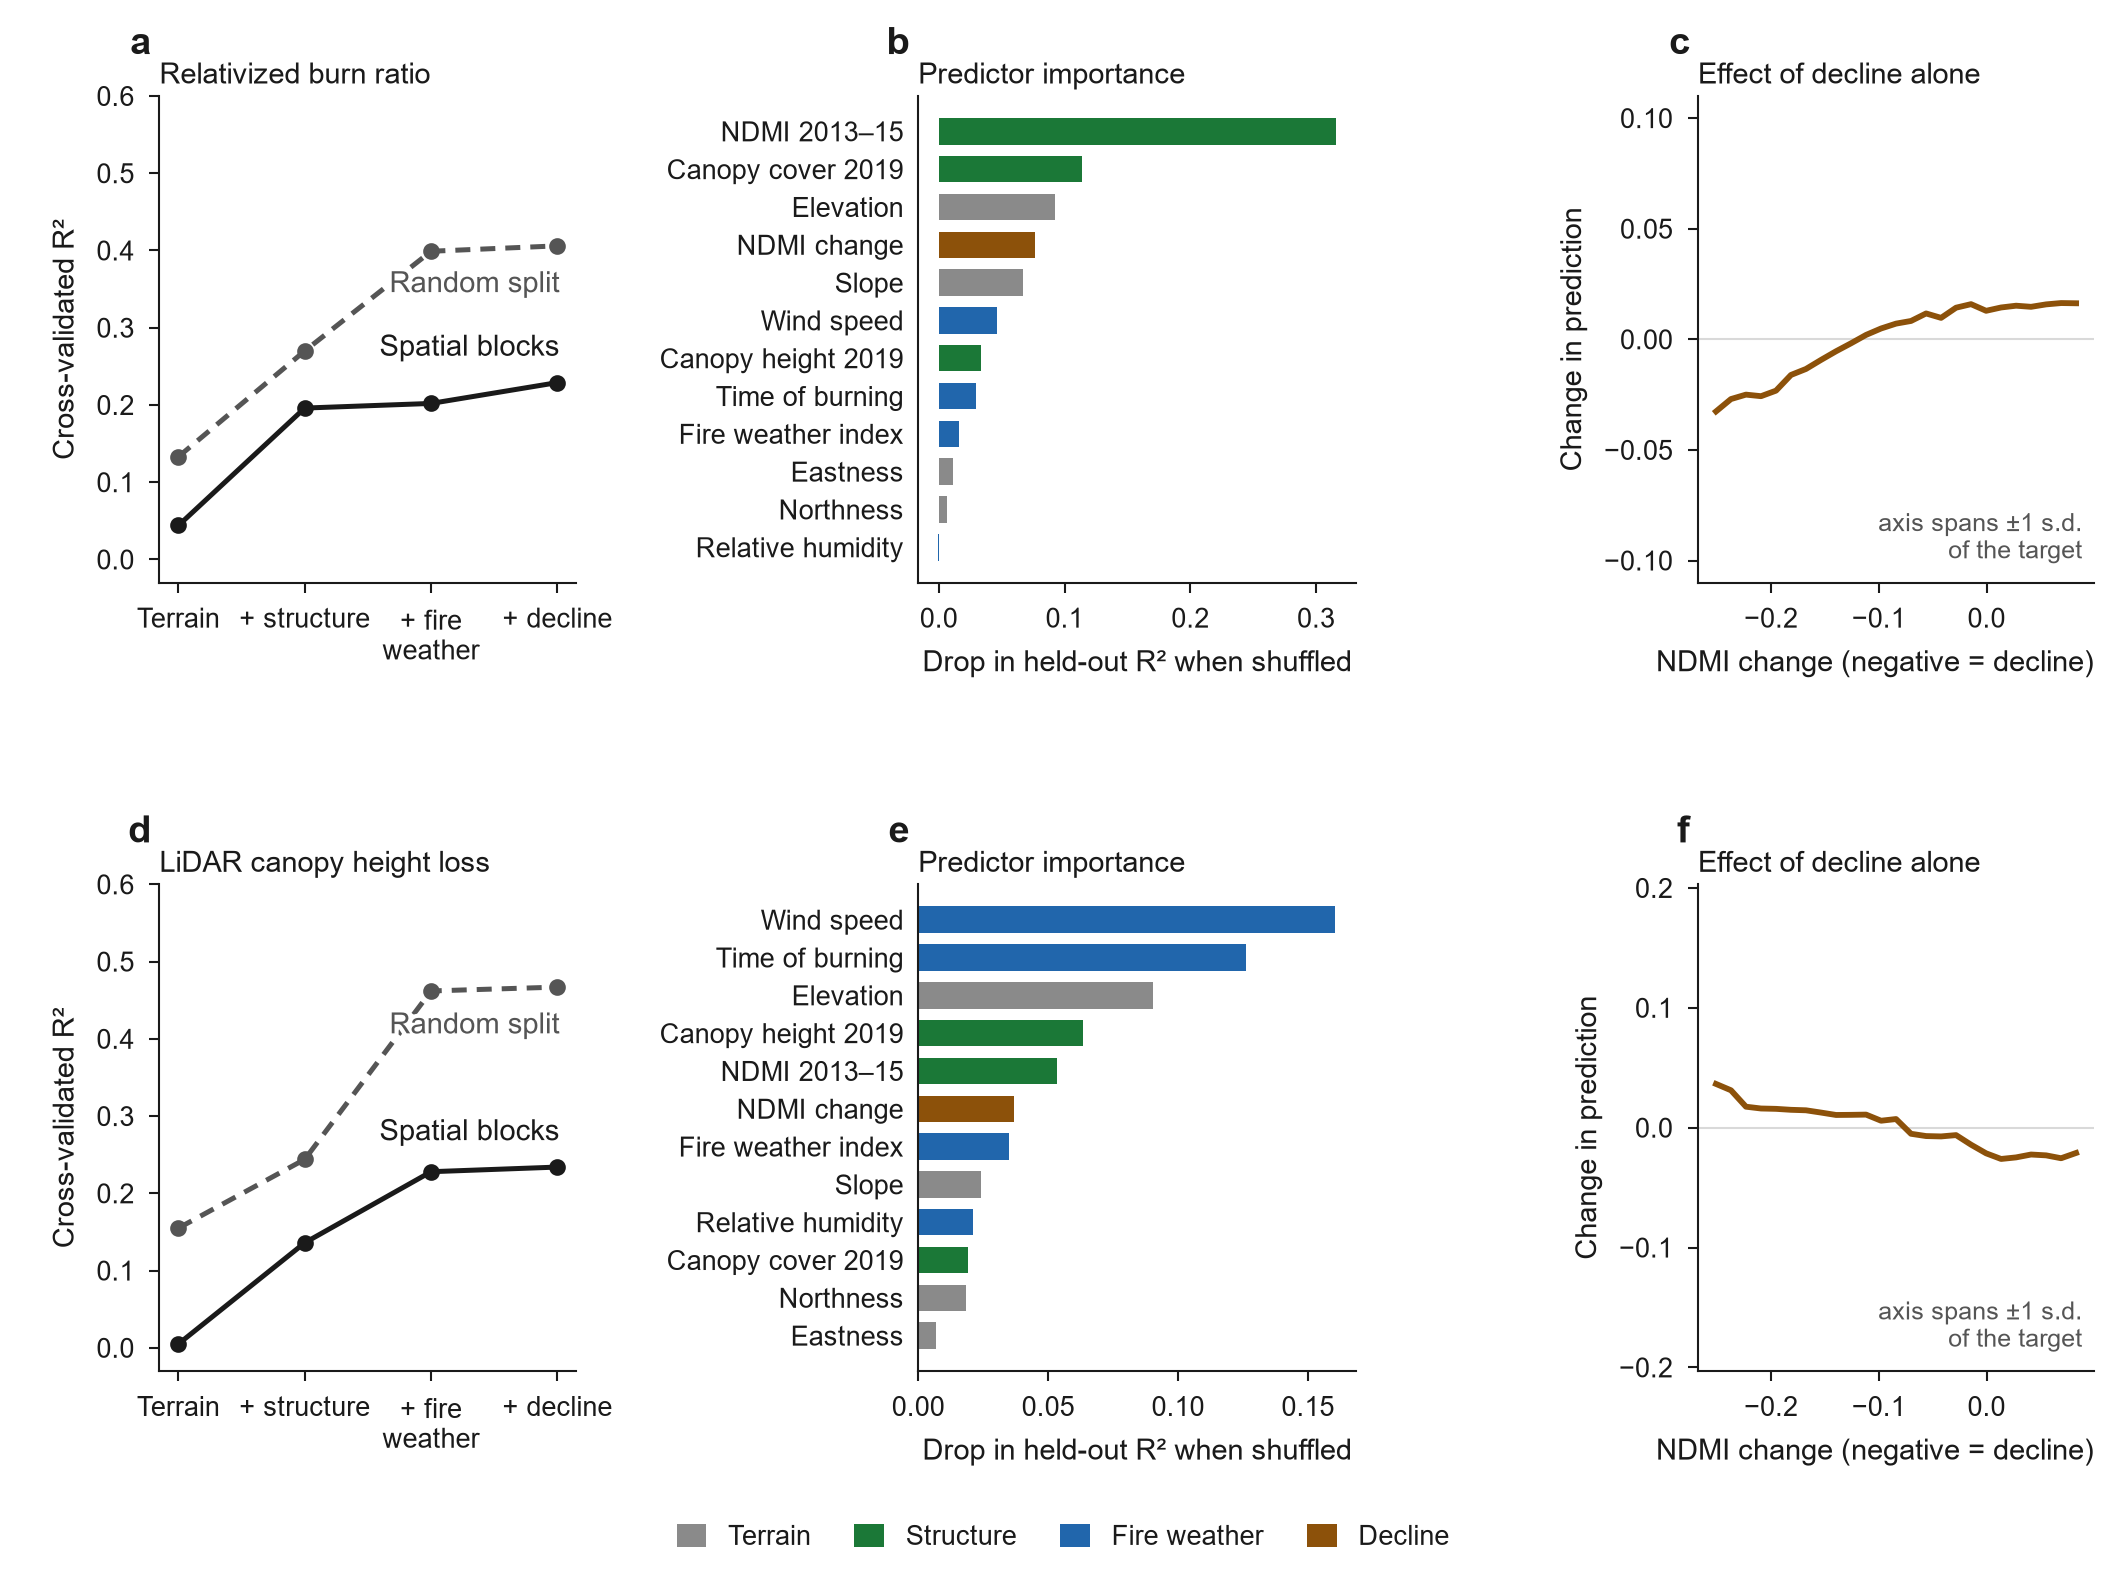 a
Relativized burn ratio
Cross-validated R²
0.6
0.5
0.4
0.3
0.2
0.1
0.0
Random split
Spatial blocks
Terrain
+ structure
+ fire
weather
+ decline
b
Predictor importance
NDMI 2013–15
Canopy cover 2019
Elevation
NDMI change
Slope
Wind speed
Canopy height 2019
Time of burning
Fire weather index
Eastness
Northness
Relative humidity
0.0
0.1
0.2
0.3
Drop in held-out R² when shuffled
c
Effect of decline alone
Change in prediction
0.10
0.05
0.00
−0.05
−0.10
axis spans ±1 s.d.
of the target
−0.2
−0.1
0.0
NDMI change (negative = decline)
d
LiDAR canopy height loss
Cross-validated R²
0.6
0.5
0.4
0.3
0.2
0.1
0.0
Random split
Spatial blocks
Terrain
+ structure
+ fire
weather
+ decline
e
Predictor importance
Wind speed
Time of burning
Elevation
Canopy height 2019
NDMI 2013–15
NDMI change
Fire weather index
Slope
Relative humidity
Canopy cover 2019
Northness
Eastness
0.00
0.05
0.10
0.15
Drop in held-out R² when shuffled
f
Effect of decline alone
Change in prediction
0.2
0.1
0.0
−0.1
−0.2
axis spans ±1 s.d.
of the target
−0.2
−0.1
0.0
NDMI change (negative = decline)
Terrain
Structure
Fire weather
Decline